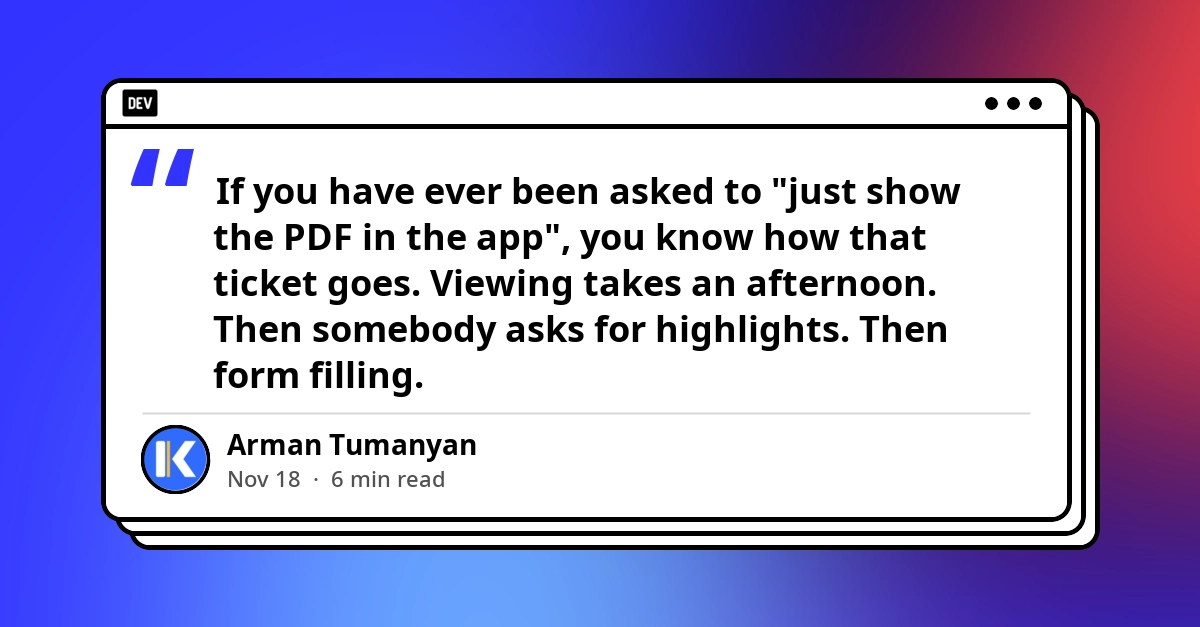 DEV
“
If you have ever been asked to "just show
the PDF in the app", you know how that
ticket goes. Viewing takes an afternoon.
Then somebody asks for highlights. Then
form filling.
K
Arman Tumanyan
Nov 18 · 6 min read